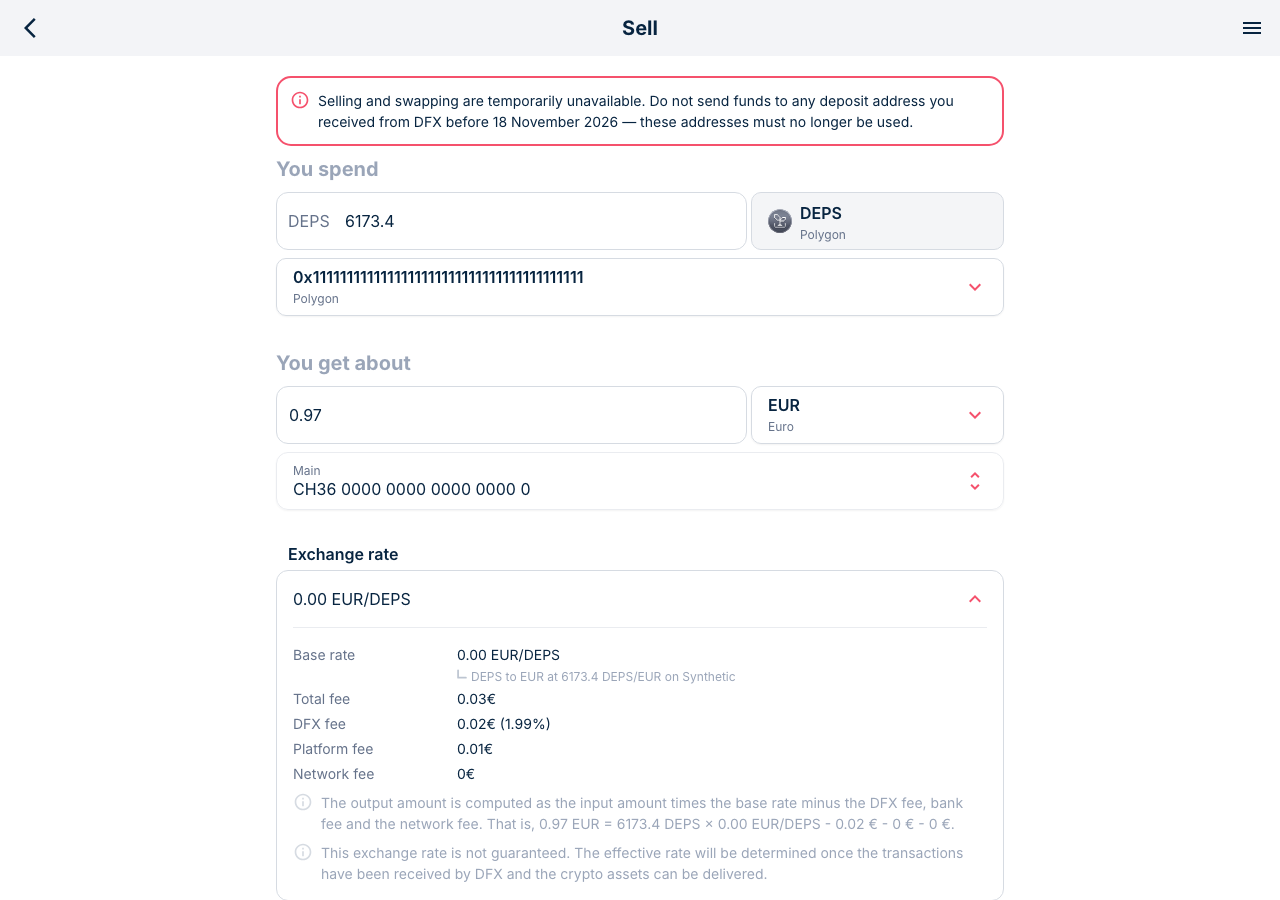 Sell
Selling and swapping are temporarily unavailable. Do not send funds to any deposit address you
received from DFX before 18 November 2026 — these addresses must no longer be used.
You spend
DEPS 6173.4
DEPS
Polygon
0x1111111111111111111111111111111111111111
Polygon
You get about
0.97
EUR
Euro
Main
CH36 0000 0000 0000 0000 0
Exchange rate
0.00 EUR/DEPS
Base rate 0.00 EUR/DEPS
DEPS to EUR at 6173.4 DEPS/EUR on Synthetic
Total fee 0.03€
DFX fee 0.02€ (1.99%)
Platform fee 0.01€
Network fee 0€
The output amount is computed as the input amount times the base rate minus the DFX fee, bank
fee and the network fee. That is, 0.97 EUR = 6173.4 DEPS × 0.00 EUR/DEPS - 0.02 € - 0 € - 0 €.
This exchange rate is not guaranteed. The effective rate will be determined once the transactions
have been received by DFX and the crypto assets can be delivered.